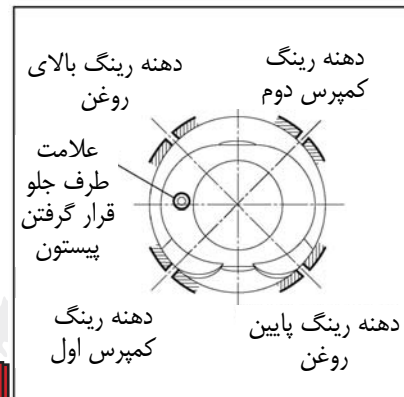 دهنه رینگ
کمپرس دوم
دهنه رینگ بالای
روغن
علامت
طرف جلو
قرار گرفتن
پیستون
دهنه رینگ پایین
روغن
دهنه رینگ
کمپرس اول